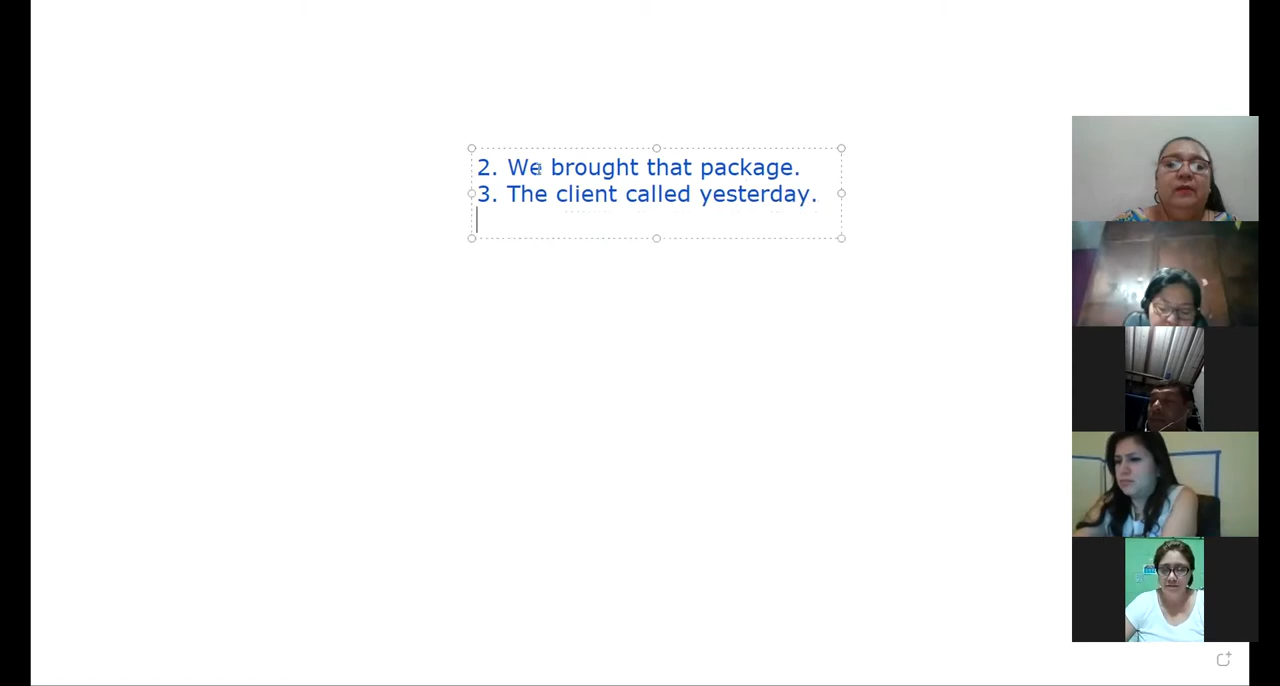 2. We brought that package.
3. The client called yesterday.